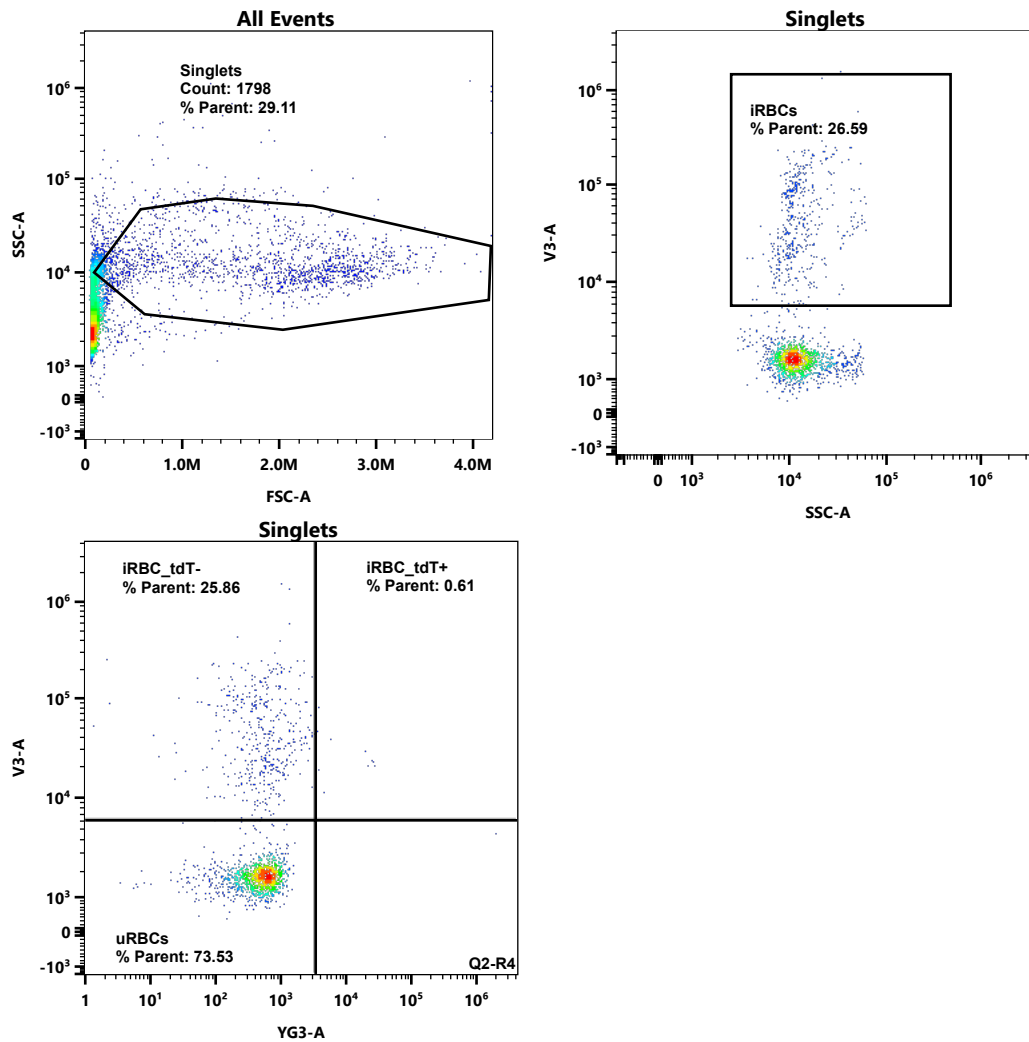 All Events
Singlets
Count: 1798
% Parent: 29.11
10⁶
10⁵
10⁴
10³
0
-10³
SSC-A
0
1.0M
2.0M
3.0M
4.0M
FSC-A
Singlets
iRBCs
% Parent: 26.59
10⁶
10⁵
10⁴
10³
0
-10³
V3-A
0
10³
10⁴
10⁵
10⁶
SSC-A
Singlets
iRBC_tdT-
% Parent: 25.86
iRBC_tdT+
% Parent: 0.61
10⁶
10⁵
10⁴
10³
0
-10³
V3-A
uRBCs
% Parent: 73.53
Q2-R4
1
10¹
10²
10³
10⁴
10⁵
10⁶
YG3-A